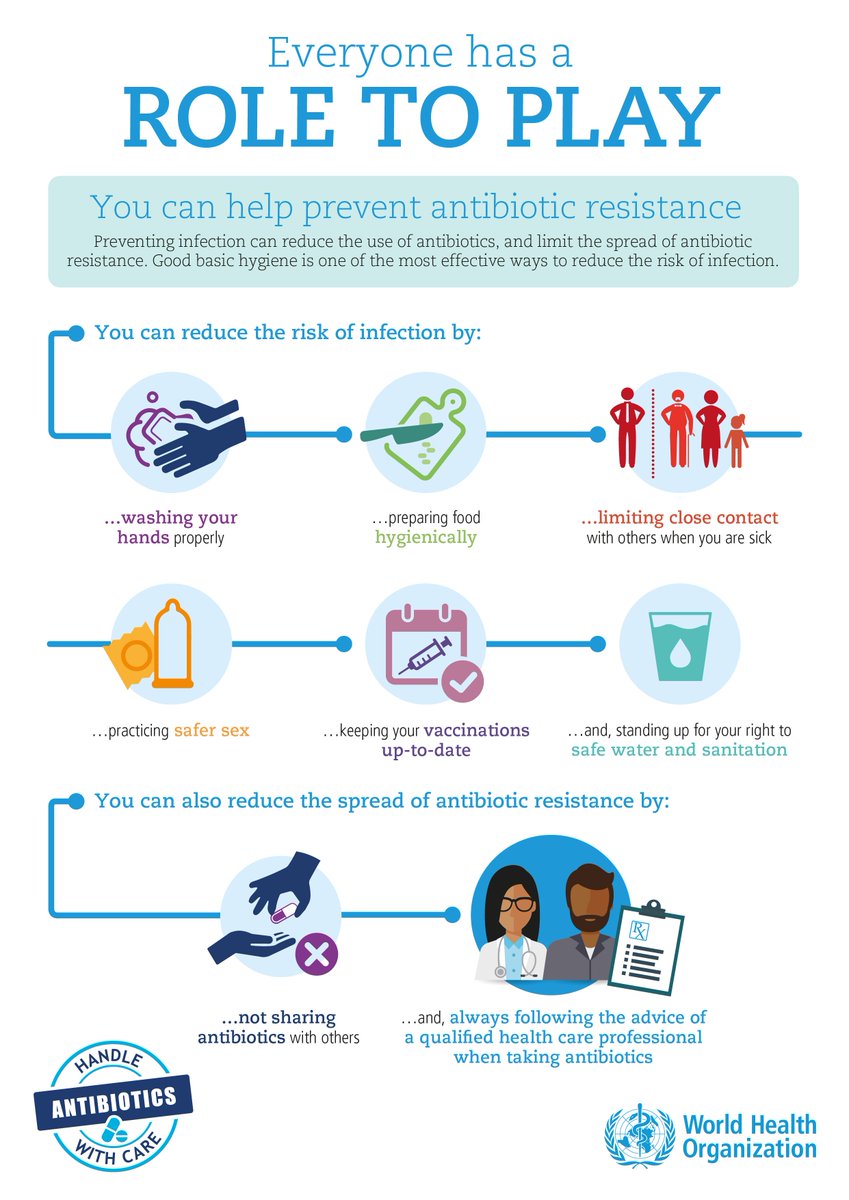 Everyone has a
ROLE TO PLAY
You can help prevent antibiotic resistance
Preventing infection can reduce the use of antibiotics, and limit the spread of antibiotic
resistance. Good basic hygiene is one of the most effective ways to reduce the risk of infection.
You can reduce the risk of infection by:
...washing your
hands properly
...preparing food
hygienically
...limiting close contact
with others when you are sick
...practicing safer sex
...keeping your vaccinations
up-to-date
...and, standing up for your right to
safe water and sanitation
You can also reduce the spread of antibiotic resistance by:
Rx
...not sharing
antibiotics with others
...and, always following the advice of
a qualified health care professional
when taking antibiotics
HANDLE
ANTIBIOTICS
WITH CARE
World Health
Organization